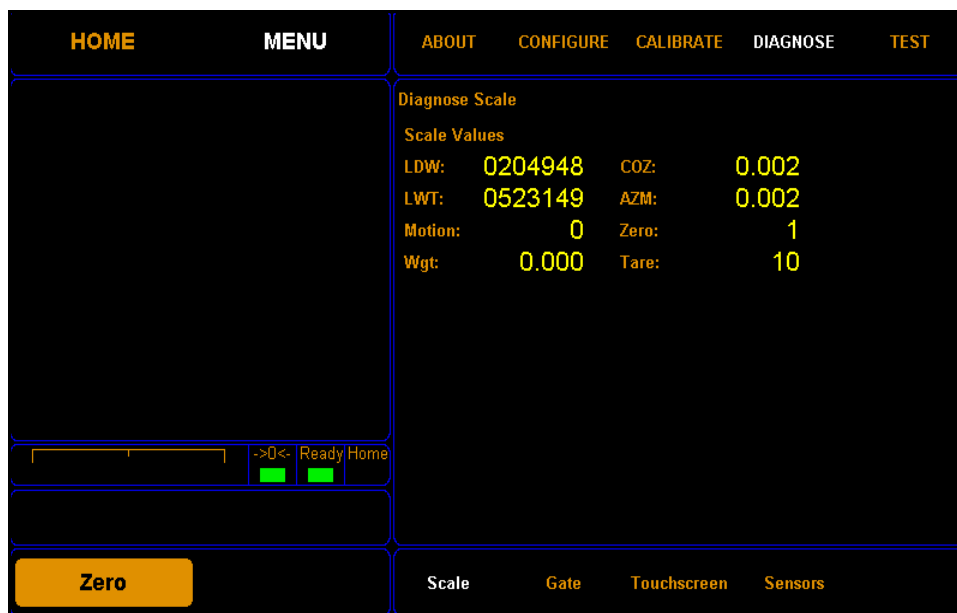 HOME MENU ABOUT CONFIGURE CALIBRATE DIAGNOSE TEST
Diagnose Scale
Scale Values
LDW: 0204948 COZ: 0.002
LWT: 0523149 AZM: 0.002
Motion: 0 Zero: 1
Wgt: 0.000 Tare: 10
->0<- Ready Home
Zero Scale Gate Touchscreen Sensors